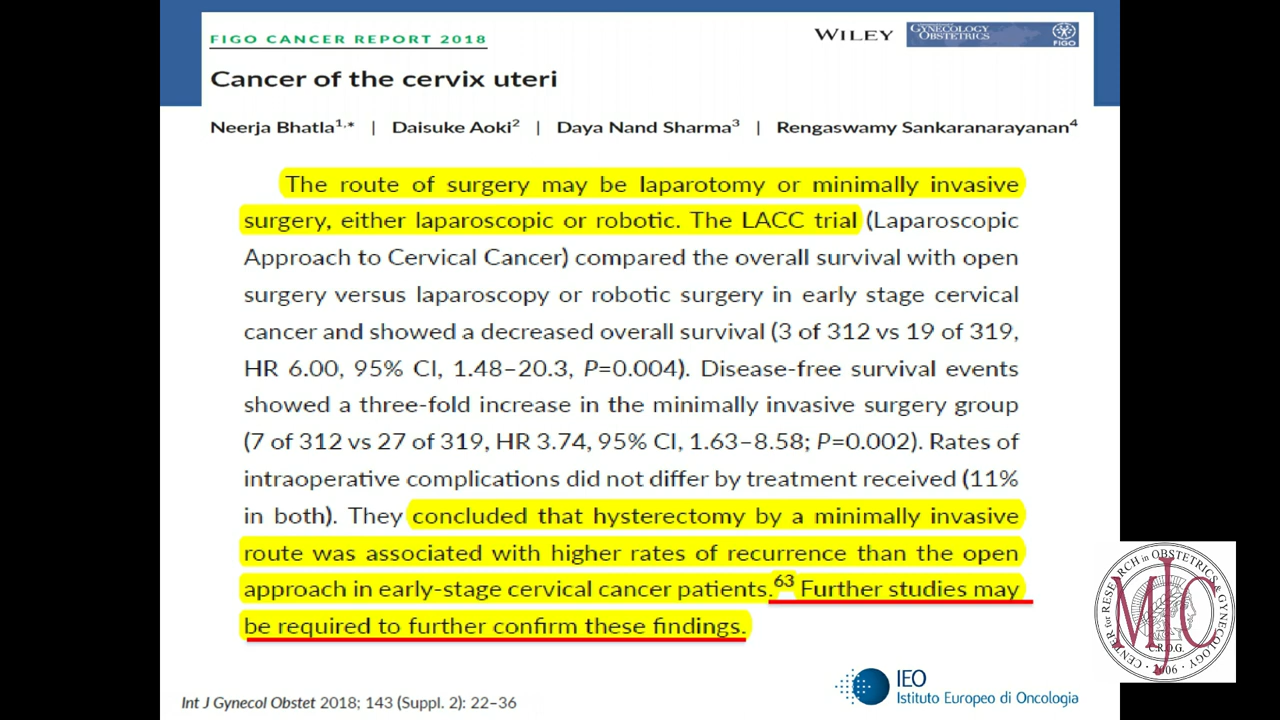 FIGO CANCER REPORT 2018
WILEY
GYNECOLOGY
OBSTETRICS
FIGO
Cancer of the cervix uteri
Neerja Bhatla1,* | Daisuke Aoki2 | Daya Nand Sharma3 | Rengaswamy Sankaranarayanan4
The route of surgery may be laparotomy or minimally invasive
surgery, either laparoscopic or robotic. The LACC trial (Laparoscopic
Approach to Cervical Cancer) compared the overall survival with open
surgery versus laparoscopy or robotic surgery in early stage cervical
cancer and showed a decreased overall survival (3 of 312 vs 19 of 319,
HR 6.00, 95% CI, 1.48–20.3, P=0.004). Disease-free survival events
showed a three-fold increase in the minimally invasive surgery group
(7 of 312 vs 27 of 319, HR 3.74, 95% CI, 1.63–8.58; P=0.002). Rates of
intraoperative complications did not differ by treatment received (11%
in both). They concluded that hysterectomy by a minimally invasive
route was associated with higher rates of recurrence than the open
approach in early-stage cervical cancer patients.63 Further studies may
be required to further confirm these findings.
CENTER for RESEARCH in OBSTETRICS & GYNECOLOGY
MJC
C.R.O.G.
2006
IEO
Istituto Europeo di Oncologia
Int J Gynecol Obstet 2018; 143 (Suppl. 2): 22–36